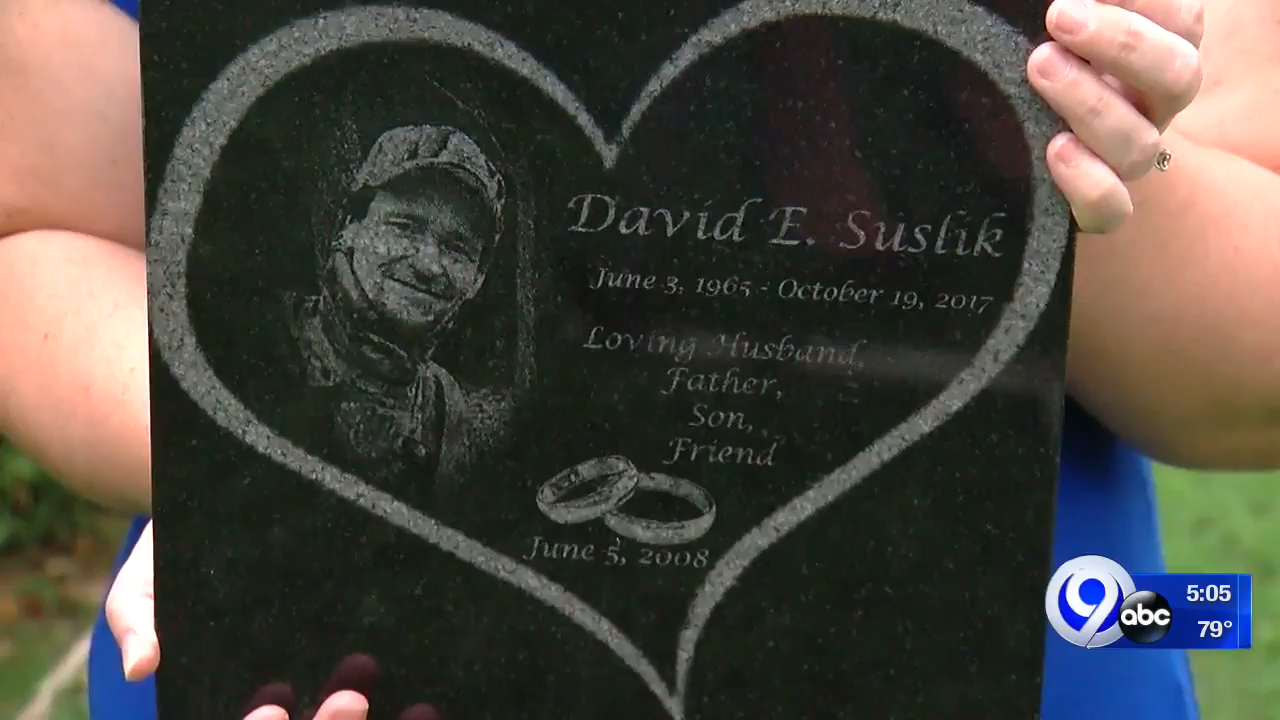 David E. Suslik
June 3, 1965 - October 19, 2017
Loving Husband,
Father,
Son,
Friend
June 5, 2008
9 abc
5:05
79°